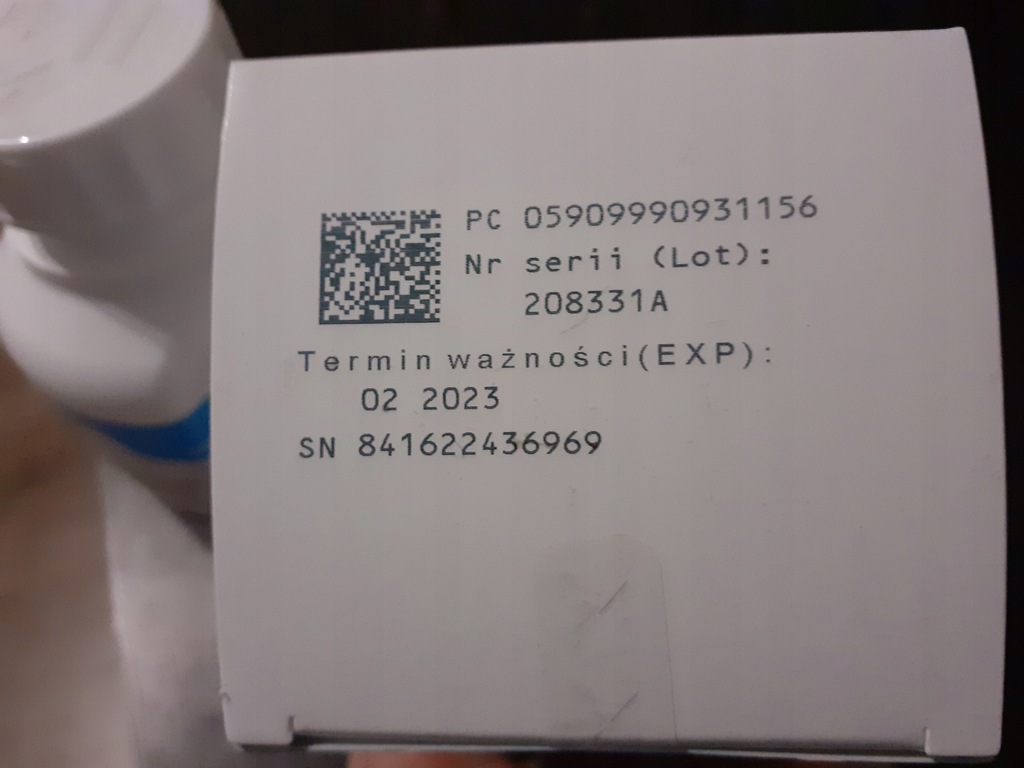 PC 05909990931156
Nr serii (Lot):
208331A
Termin ważności(EXP):
02 2023
SN 841622436969